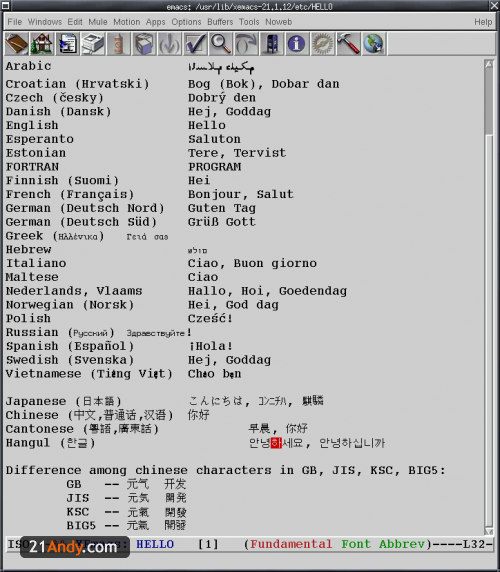 emacs: /usr/lib/xemacs-21.1.12/etc/HELLO
File Windows Edit Mule Motion Apps Options Buffers Tools Noweb Help
Arabic السلام عليكم
Croatian (Hrvatski) Bog (Bok), Dobar dan
Czech (česky) Dobrý den
Danish (Dansk) Hej, Goddag
English Hello
Esperanto Saluton
Estonian Tere, Tervist
FORTRAN PROGRAM
Finnish (Suomi) Hei
French (Français) Bonjour, Salut
German (Deutsch Nord) Guten Tag
German (Deutsch Süd) Grüß Gott
Greek (Ελλένικα) Γειά σας
Hebrew שלום
Italiano Ciao, Buon giorno
Maltese Ciao
Nederlands, Vlaams Hallo, Hoi, Goedendag
Norwegian (Norsk) Hei, God dag
Polish Cześć!
Russian (Русский) Здравствуйте!
Spanish (Español) ¡Hola!
Swedish (Svenska) Hej, Goddag
Vietnamese (Tiếng Việt) Chào bạn
Japanese (日本語) こんにちは, ｺﾝﾆﾁﾊ, 騏驎
Chinese (中文,普通话,汉语) 你好
Cantonese (粵語,廣東話) 早晨, 你好
Hangul (한글) 안녕하세요, 안녕하십니까
Difference among chinese characters in GB, JIS, KSC, BIG5:
GB -- 元气 开发
JIS -- 元気 開発
KSC -- 元氣 開發
BIG5 -- 元氣 開發
HELLO [1] (Fundamental Font Abbrev)----L32-
21Andy.com